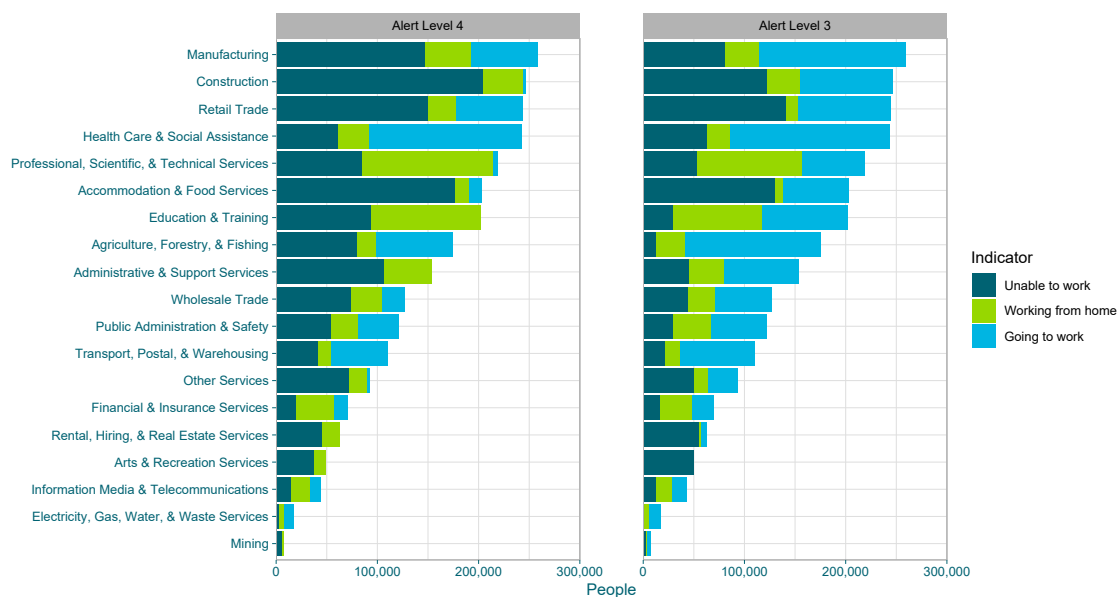 Alert Level 4
Alert Level 3
Manufacturing
Construction
Retail Trade
Health Care & Social Assistance
Professional, Scientific, & Technical Services
Accommodation & Food Services
Education & Training
Agriculture, Forestry, & Fishing
Administrative & Support Services
Wholesale Trade
Public Administration & Safety
Transport, Postal, & Warehousing
Other Services
Financial & Insurance Services
Rental, Hiring, & Real Estate Services
Arts & Recreation Services
Information Media & Telecommunications
Electricity, Gas, Water, & Waste Services
Mining
0 100,000 200,000 300,000
0 100,000 200,000 300,000
People
Indicator
Unable to work
Working from home
Going to work